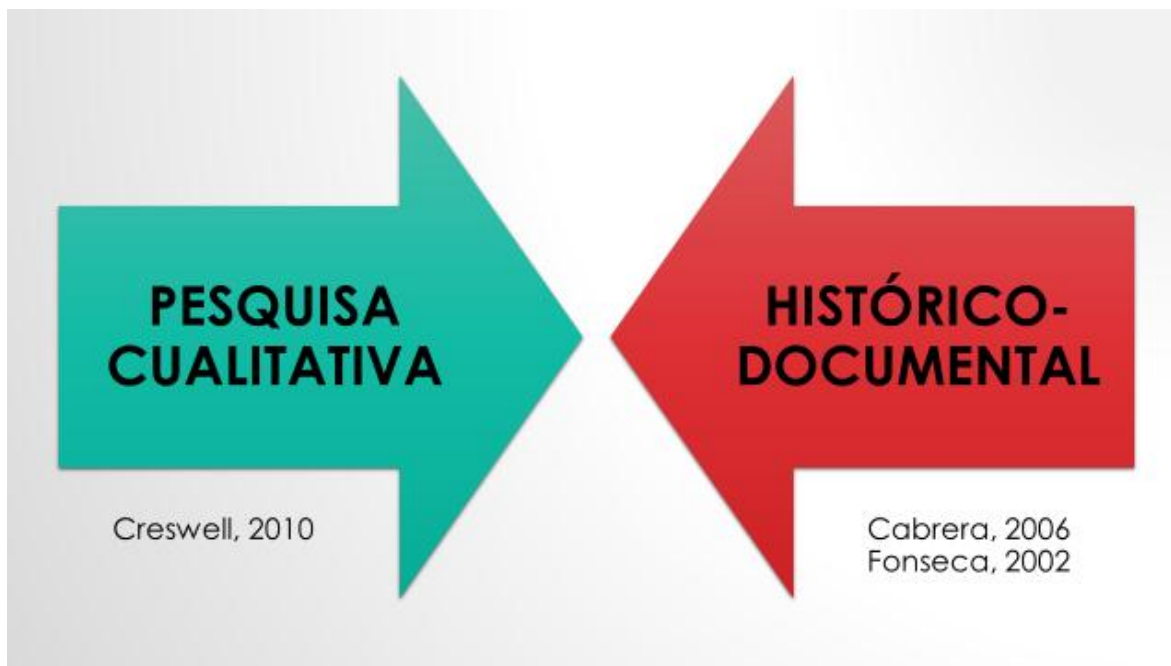 PESQUISA
CUALITATIVA
Creswell, 2010
HISTÓRICO-
DOCUMENTAL
Cabrera, 2006
Fonseca, 2002